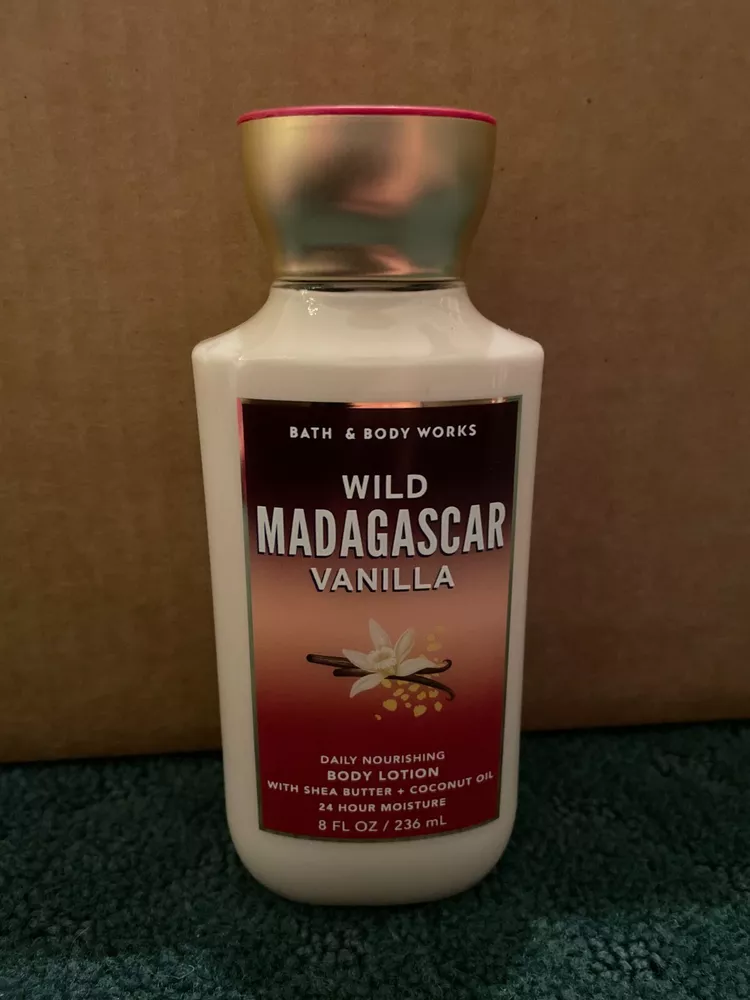 BATH & BODY WORKS
WILD
MADAGASCAR
VANILLA
DAILY NOURISHING
BODY LOTION
WITH SHEA BUTTER + COCONUT OIL
24 HOUR MOISTURE
8 FL OZ / 236 mL